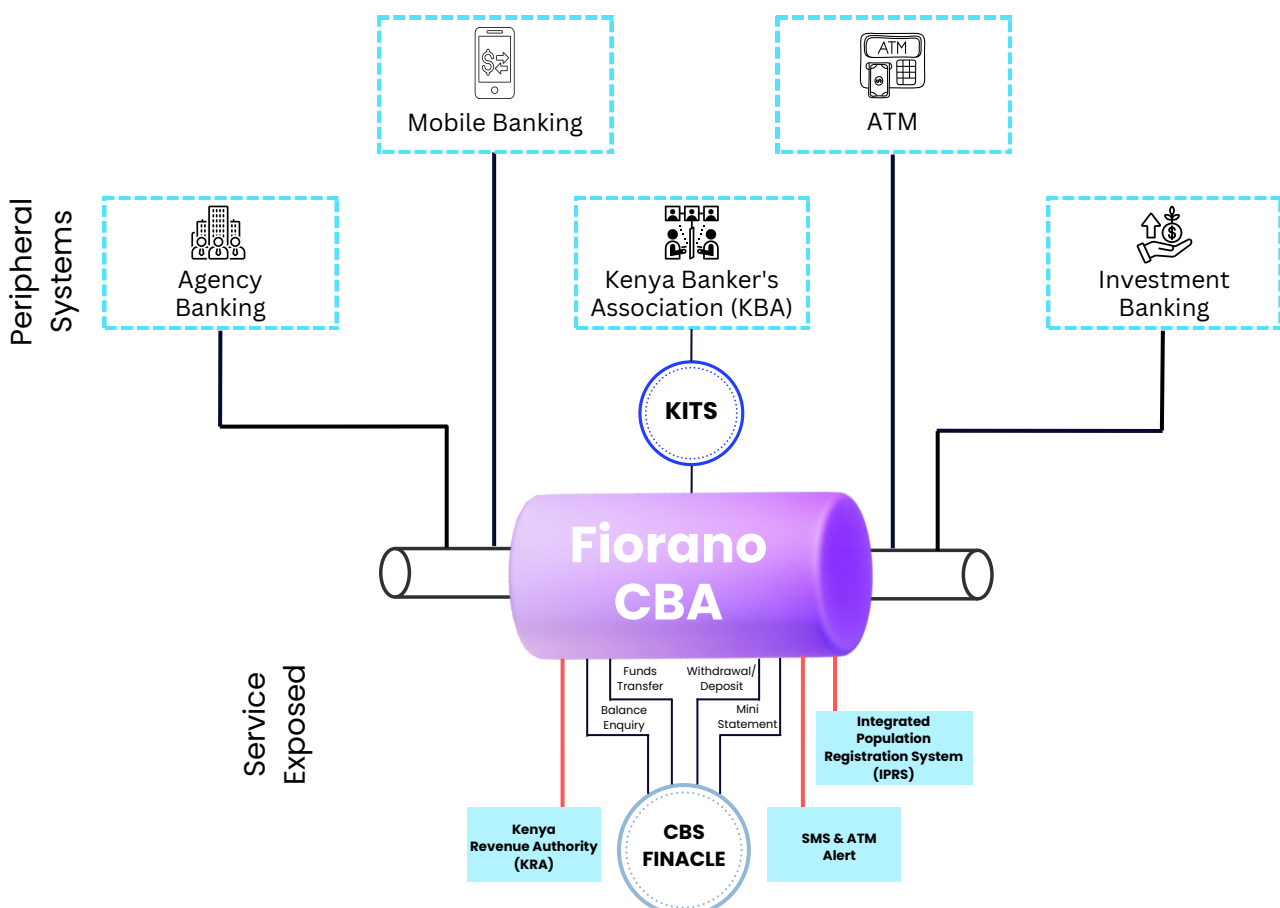 ATM
Mobile Banking
ATM
Peripheral
Systems
Agency
Banking
Kenya Banker's
Association (KBA)
Investment
Banking
KITS
Fiorano
CBA
Service
Exposed
Funds
Transfer
Withdrawal/
Deposit
Balance
Enquiry
Mini
Statement
Integrated
Population
Registration System
(IPRS)
Kenya
Revenue Authority
(KRA)
CBS
FINACLE
SMS & ATM
Alert